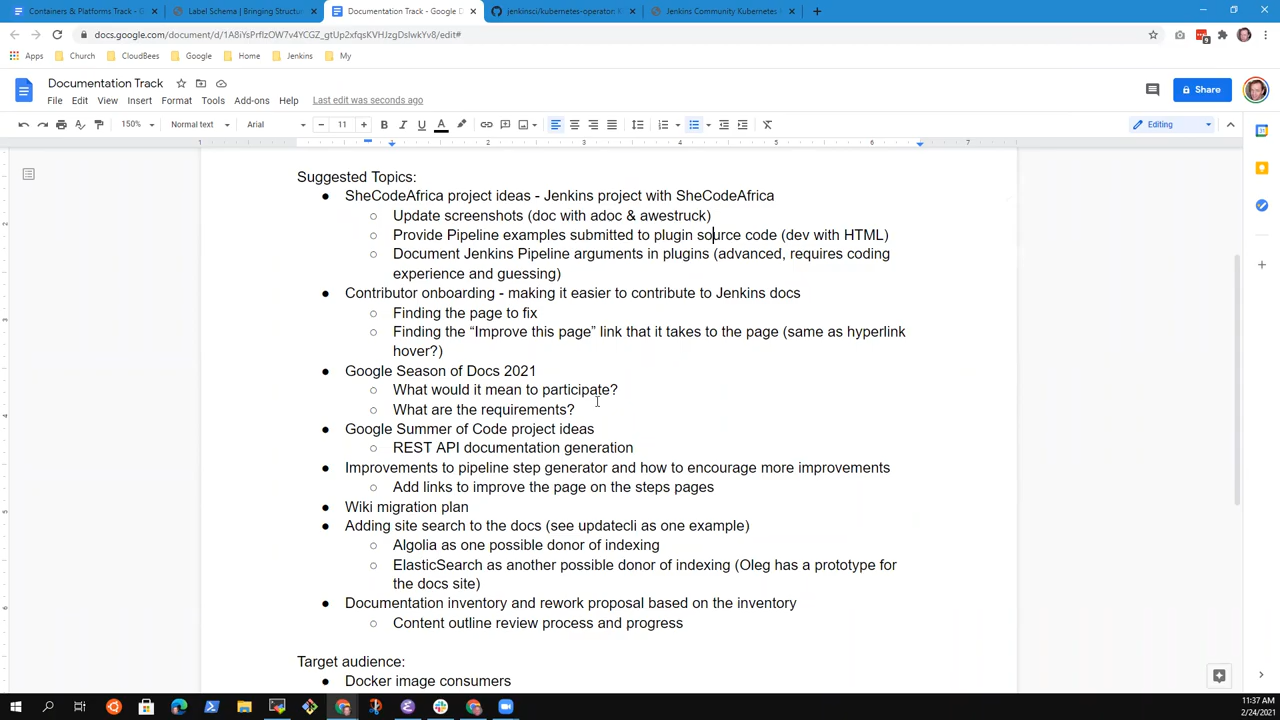 Containers & Platforms Track - G
Label Schema | Bringing Structur
Documentation Track - Google D
jenkinsci/kubernetes-operator: K
Jenkins Community Kubernetes
docs.google.com/document/d/1A8iYsPrflzOW7v4YCGZ_gtUp2xfqsKVHJzgDslwkYv8/edit#
9
Apps
Church
CloudBees
Google
Home
Jenkins
My
Documentation Track
File Edit View Insert Format Tools Add-ons Help Last edit was seconds ago
Share
150% Normal text Arial 11 B I U A Editing
1 2 3 4 5 6 7
Suggested Topics:
● SheCodeAfrica project ideas - Jenkins project with SheCodeAfrica
○ Update screenshots (doc with adoc & awestruck)
○ Provide Pipeline examples submitted to plugin source code (dev with HTML)
○ Document Jenkins Pipeline arguments in plugins (advanced, requires coding
experience and guessing)
● Contributor onboarding - making it easier to contribute to Jenkins docs
○ Finding the page to fix
○ Finding the “Improve this page” link that it takes to the page (same as hyperlink
hover?)
● Google Season of Docs 2021
○ What would it mean to participate?
○ What are the requirements?
● Google Summer of Code project ideas
○ REST API documentation generation
● Improvements to pipeline step generator and how to encourage more improvements
○ Add links to improve the page on the steps pages
● Wiki migration plan
● Adding site search to the docs (see updatecli as one example)
○ Algolia as one possible donor of indexing
○ ElasticSearch as another possible donor of indexing (Oleg has a prototype for
the docs site)
● Documentation inventory and rework proposal based on the inventory
○ Content outline review process and progress
Target audience:
● Docker image consumers
11:37 AM
2/24/2021